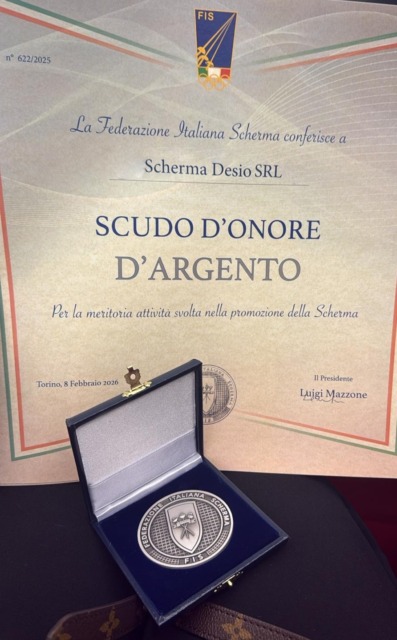 FIS
n° 622/2025
La Federazione Italiana Scherma conferisce a
Scherma Desio SRL
SCUDO D'ONORE
D'ARGENTO
Per la meritoria attività svolta nella promozione della Scherma
Torino, 8 Febbraio 2026
Il Presidente
Luigi Mazzone
FEDERAZIONE ITALIANA SCHERMA
FIS